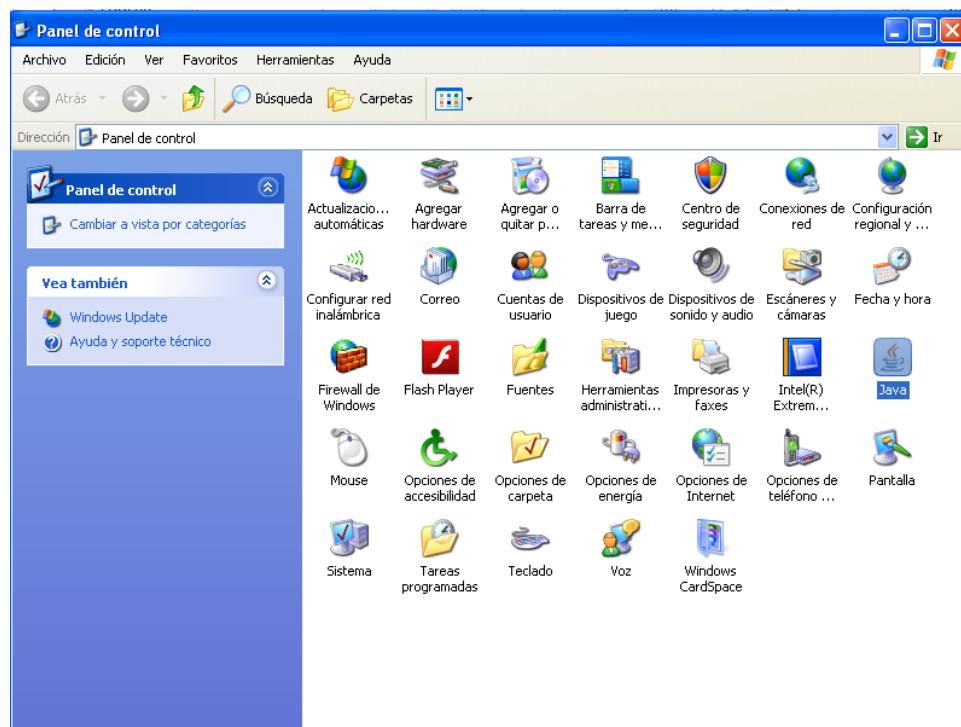 Panel de control
Archivo Edición Ver Favoritos Herramientas Ayuda
Atrás Búsqueda Carpetas
Dirección Panel de control Ir
Panel de control
Cambiar a vista por categorías
Vea también
Windows Update
Ayuda y soporte técnico
Actualizacio...
automáticas
Agregar
hardware
Agregar o
quitar p...
Barra de
tareas y me...
Centro de
seguridad
Conexiones de
red
Configuración
regional y ...
Configurar red
inalámbrica
Correo
Cuentas de
usuario
Dispositivos de
juego
Dispositivos de
sonido y audio
Escáneres y
cámaras
Fecha y hora
Firewall de
Windows
Flash Player
Fuentes
Herramientas
administrati...
Impresoras y
faxes
Intel(R)
Extrem...
Java
Mouse
Opciones de
accesibilidad
Opciones de
carpeta
Opciones de
energía
Opciones de
Internet
Opciones de
teléfono ...
Pantalla
Sistema
Tareas
programadas
Teclado
Voz
Windows
CardSpace